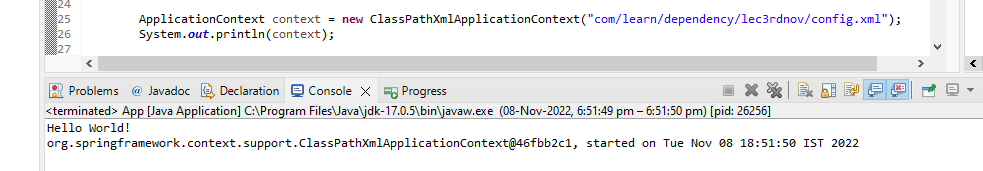 24
25 ApplicationContext context = new ClassPathXmlApplicationContext("com/learn/dependency/lec3rdnov/config.xml");
26 System.out.println(context);
27
Problems @ Javadoc Declaration Console Progress
<terminated> App [Java Application] C:\Program Files\Java\jdk-17.0.5\bin\javaw.exe (08-Nov-2022, 6:51:49 pm – 6:51:50 pm) [pid: 26256]
Hello World!
org.springframework.context.support.ClassPathXmlApplicationContext@46fbb2c1, started on Tue Nov 08 18:51:50 IST 2022